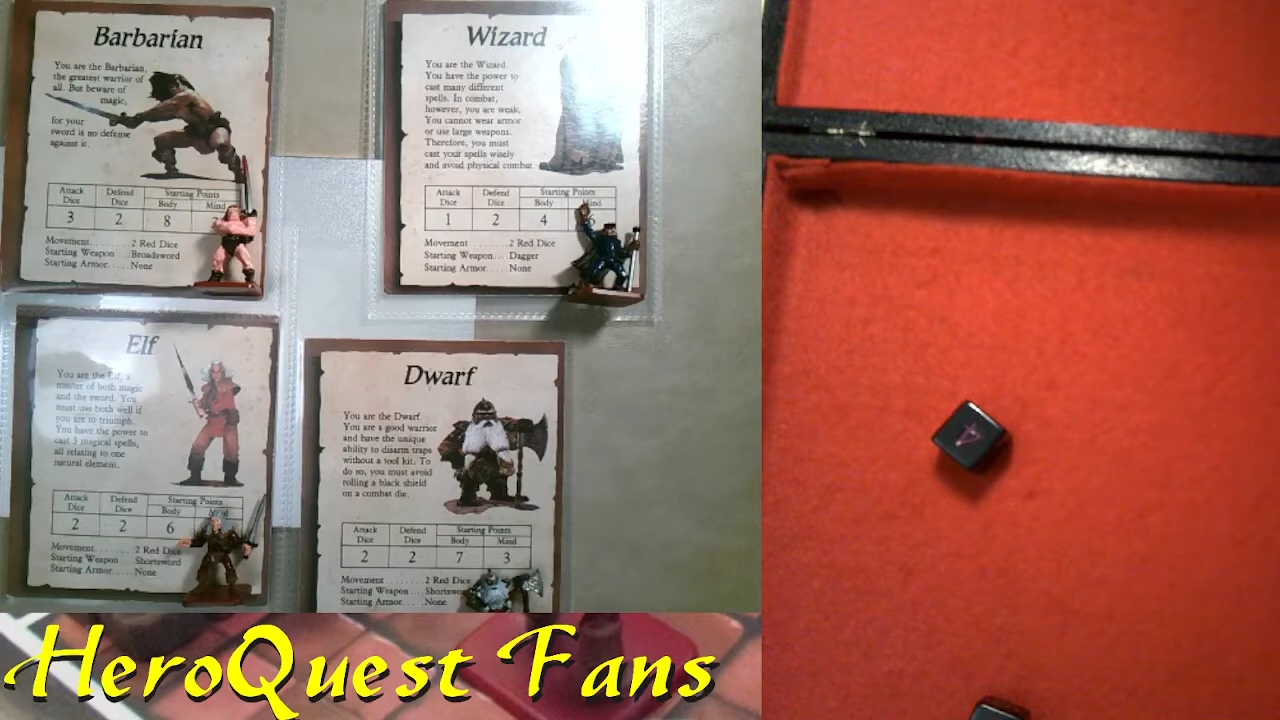 Barbarian
You are the Barbarian,
the greatest warrior of
all. But beware of
magic,
for your
sword is no defense
against it.
Attack Dice Defend Dice Starting Points
Body Mind
3 2 8
Movement . . . . . . . 2 Red Dice
Starting Weapon . . Broadsword
Starting Armor. . . . . None
Wizard
You are the Wizard.
You have the power to
cast many different
spells. In combat,
however, you are weak.
You cannot wear armor
or use large weapons.
Therefore, you must
cast your spells wisely
and avoid physical combat.
Attack Dice Defend Dice Starting Points
Body Mind
1 2 4
Movement . . . . . . . 2 Red Dice
Starting Weapon. . . Dagger
Starting Armor. . . . . None
Elf
You are the Elf, a
master of both magic
and the sword. You
must use both well if
you are to triumph.
You have the power to
cast 3 magical spells,
all relating to one
natural element.
Attack Dice Defend Dice Starting Points
Body Mind
2 2 6
Movement . . . . . . . 2 Red Dice
Starting Weapon . . . Shortsword
Starting Armor. . . . . None
Dwarf
You are the Dwarf.
You are a good warrior
and have the unique
ability to disarm traps
without a tool kit. To
do so, you must avoid
rolling a black shield
on a combat die.
Attack Dice Defend Dice Starting Points
Body Mind
2 2 7 3
Movement . . . . . . . 2 Red Dice
Starting Weapon . . .
Starting Armor. . . . . None
4
HeroQuest Fans